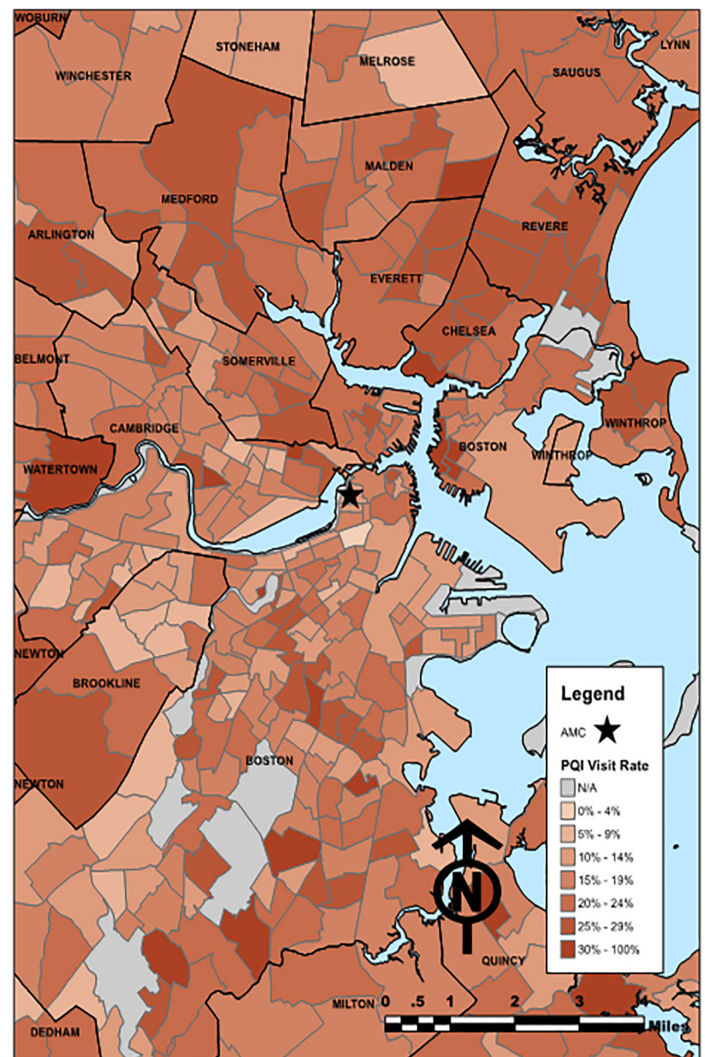 WOBURN
STONEHAM
LYNN
MELROSE
WINCHESTER
SAUGUS
MALDEN
MEDFORD
REVERE
ARLINGTON
EVERETT
CHELSEA
BELMONT
SOMERVILLE
WINTHROP
CAMBRIDGE
BOSTON
WINTHROP
WATERTOWN
NEWTON
BROOKLINE
BOSTON
NEWTON
Legend
AMC
PQI Visit Rate
N/A
0% - 4%
5% - 9%
10% - 14%
15% - 19%
20% - 24%
25% - 29%
30% - 100%
N
QUINCY
MILTON
0 .5 1 2 3 4
Miles
DEDHAM